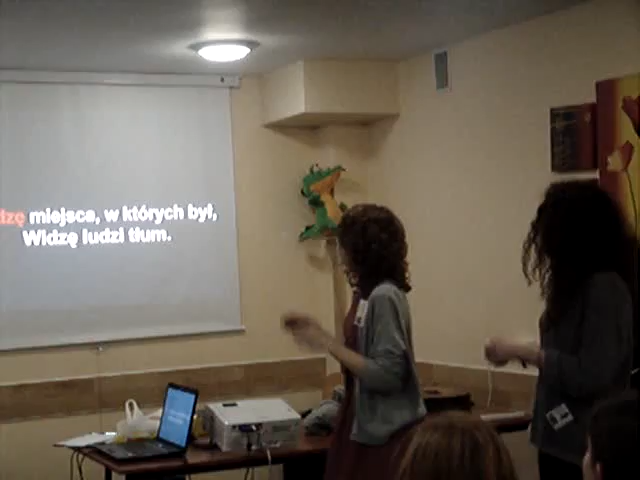 dzę miejsca, w których był,
Widzę ludzi tłum.